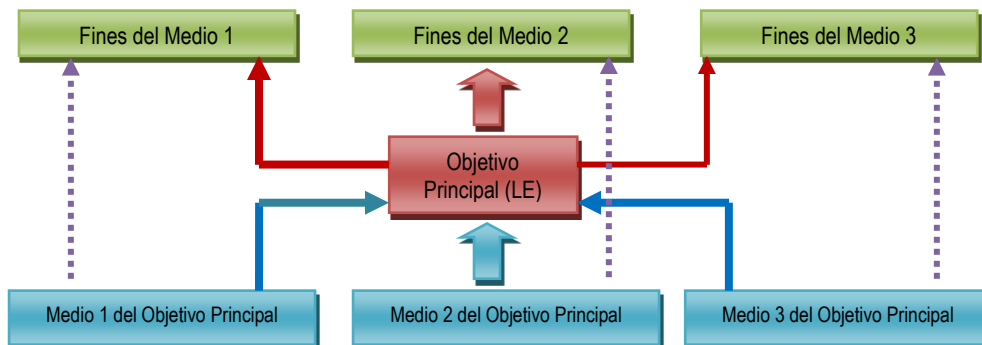 Fines del Medio 1
Fines del Medio 2
Fines del Medio 3
Objetivo
Principal (LE)
Medio 1 del Objetivo Principal
Medio 2 del Objetivo Principal
Medio 3 del Objetivo Principal